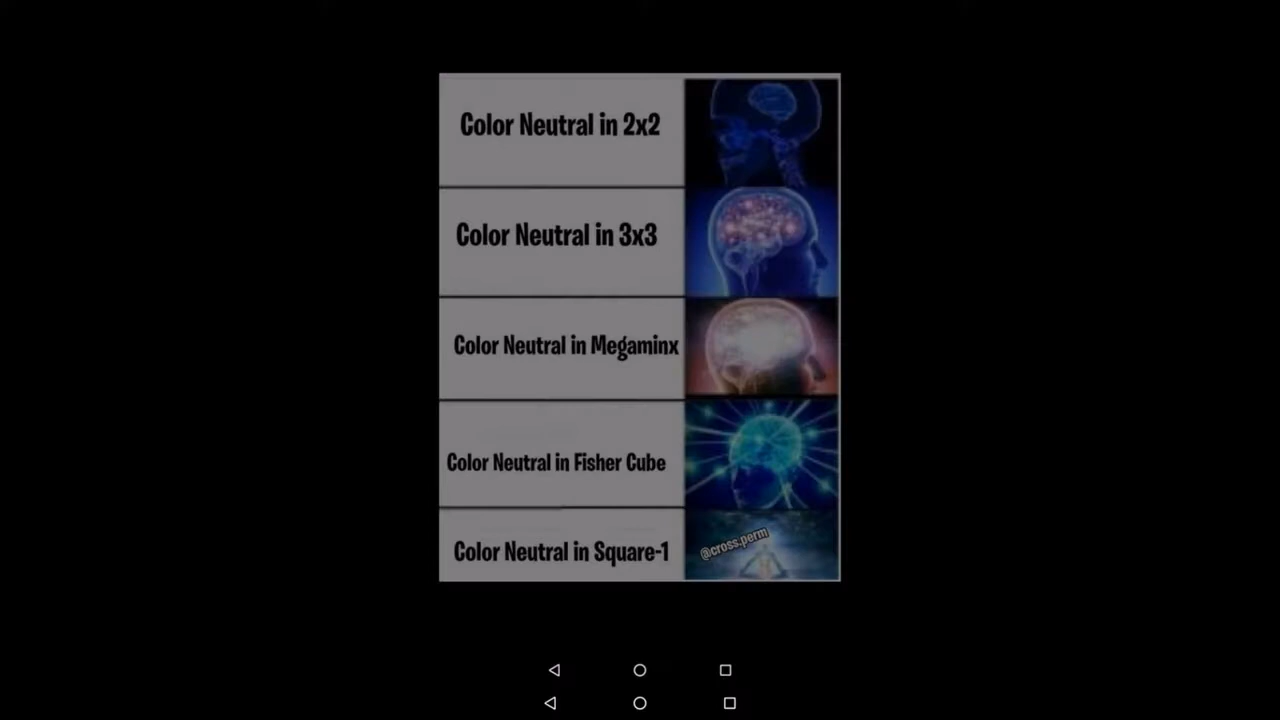 Color Neutral in 2x2
Color Neutral in 3x3
Color Neutral in Megaminx
Color Neutral in Fisher Cube
Color Neutral in Square-1
@cross.perm